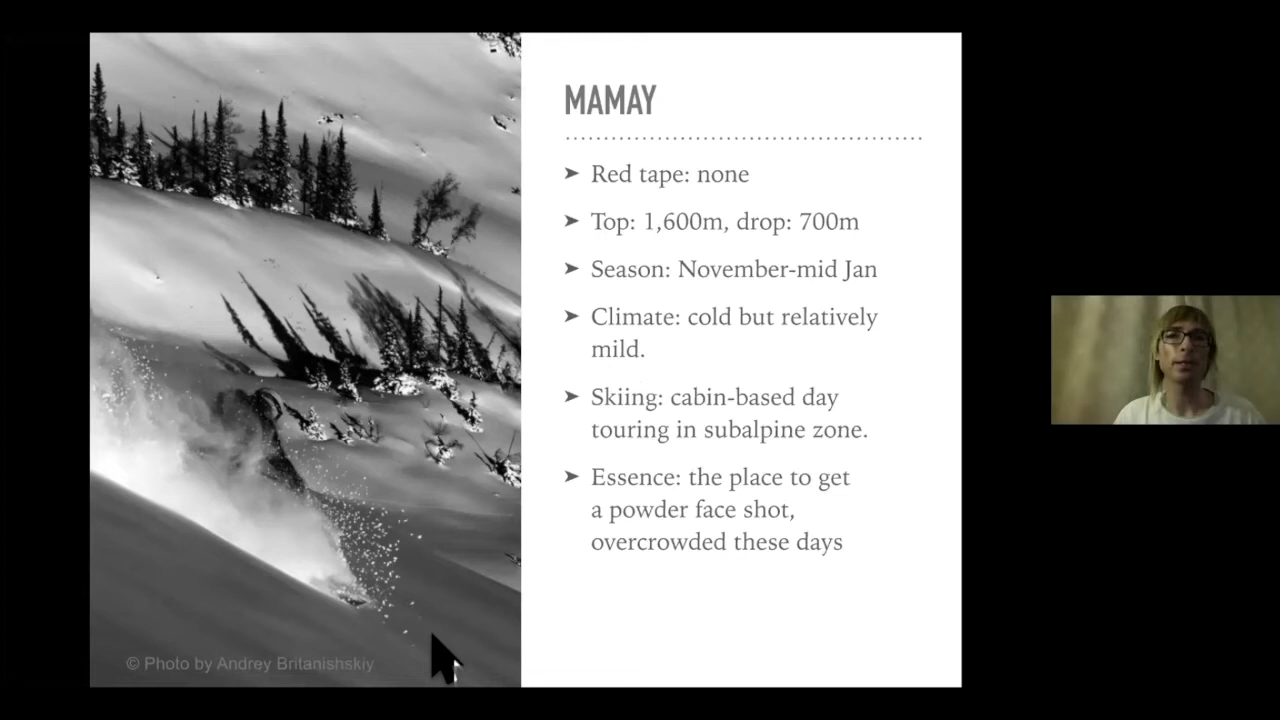 MAMAY
➤ Red tape: none
➤ Top: 1,600m, drop: 700m
➤ Season: November-mid Jan
➤ Climate: cold but relatively
mild.
➤ Skiing: cabin-based day
touring in subalpine zone.
➤ Essence: the place to get
a powder face shot,
overcrowded these days
© Photo by Andrey Britanishskiy